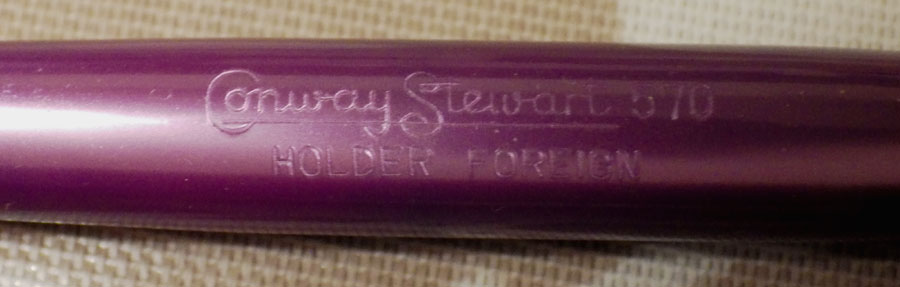 Conway Stewart 570
HOLDER FOREIGN